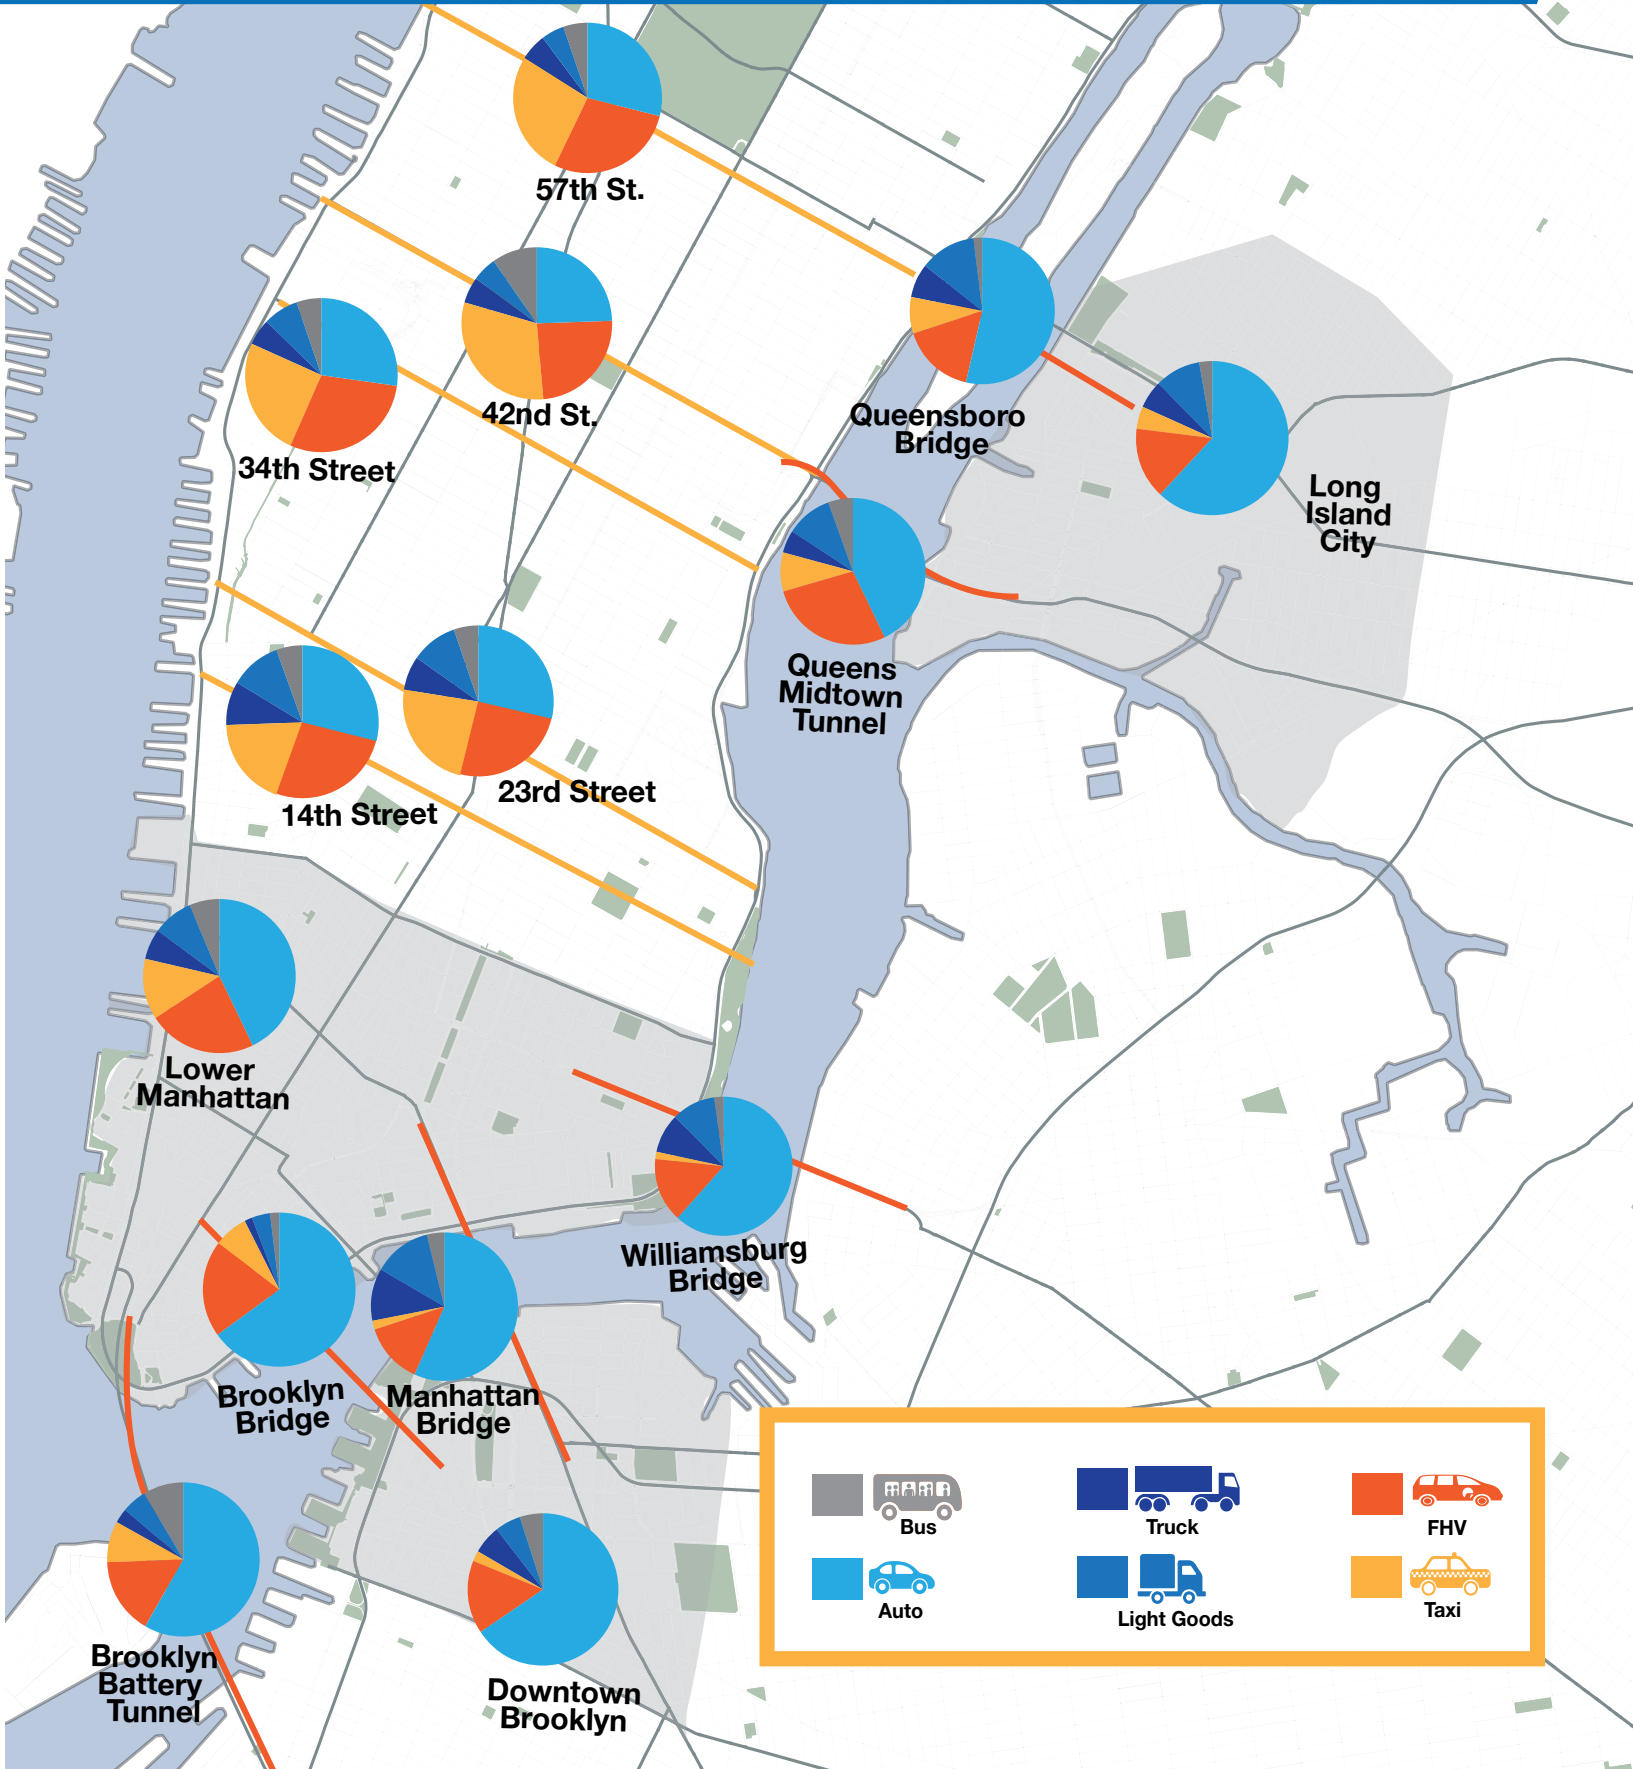 57th St.
42nd St.
34th Street
Queensboro
Bridge
Long
Island
City
Queens
Midtown
Tunnel
23rd Street
14th Street
Lower
Manhattan
Williamsburg
Bridge
Brooklyn
Bridge
Manhattan
Bridge
Brooklyn
Battery
Tunnel
Downtown
Brooklyn
Bus
Truck
FHV
Auto
Light Goods
Taxi